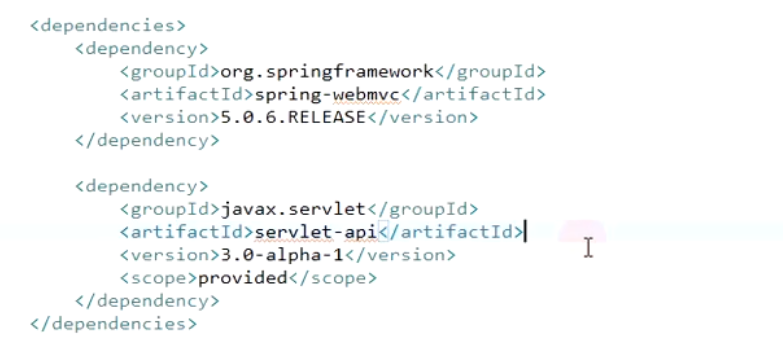 <dependencies>
<dependency>
<groupId>org.springframework</groupId>
<artifactId>spring-webmvc</artifactId>
<version>5.0.6.RELEASE</version>
</dependency>
<dependency>
<groupId>javax.servlet</groupId>
<artifactId>servlet-api</artifactId>
<version>3.0-alpha-1</version>
<scope>provided</scope>
</dependency>
</dependencies>